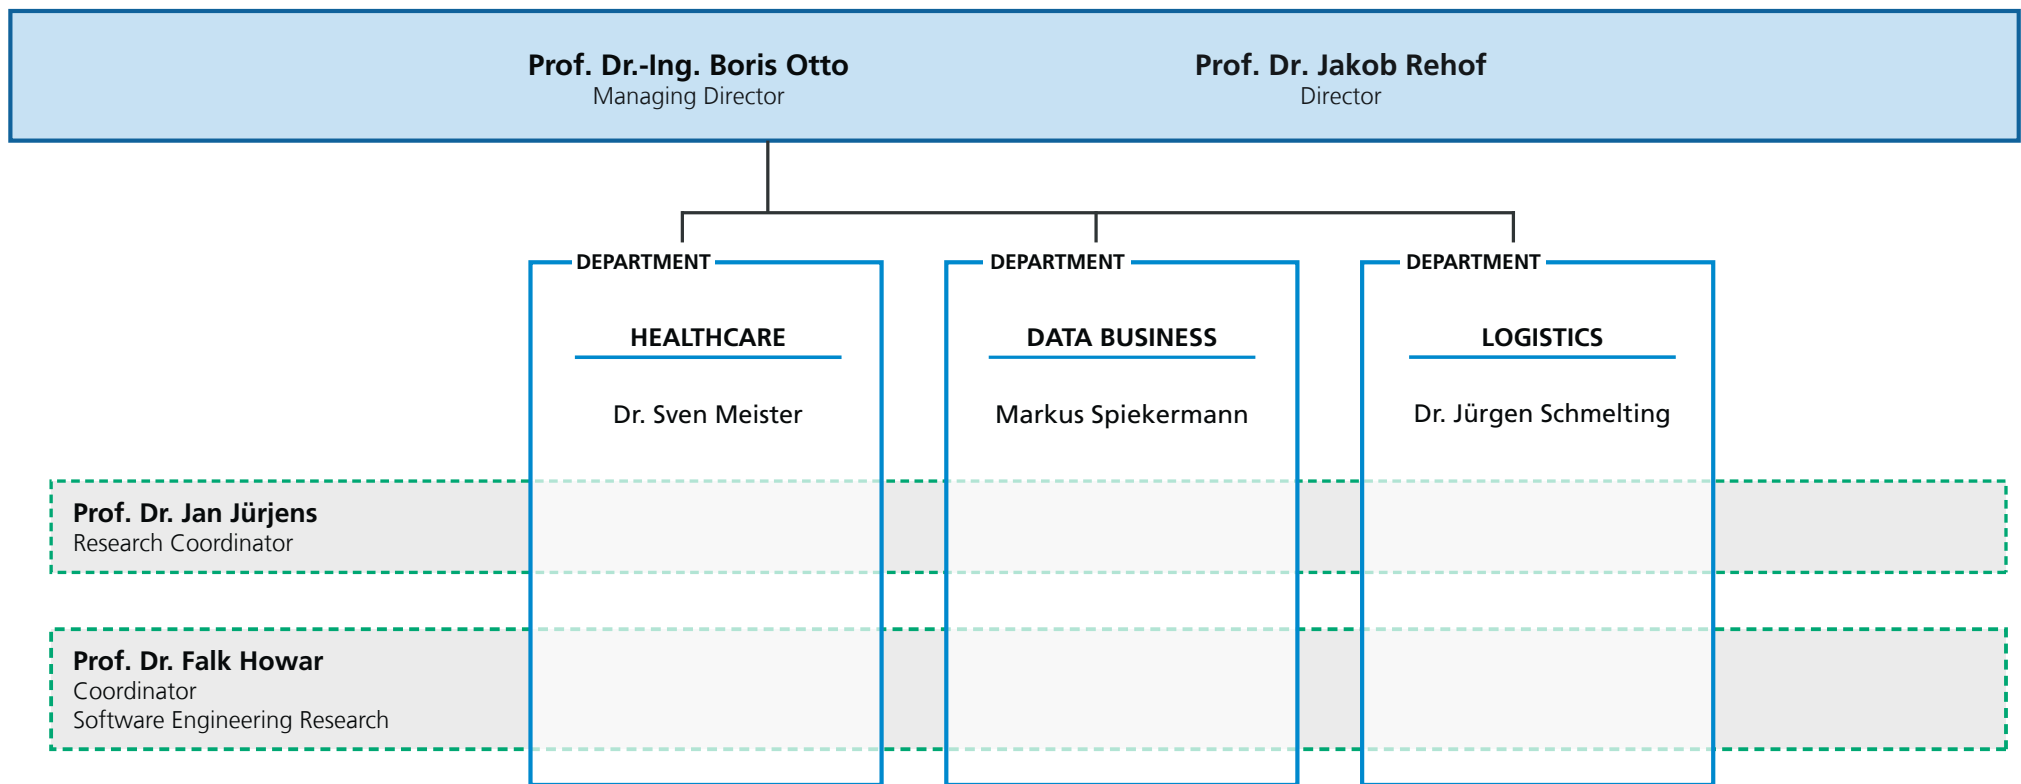 Prof. Dr.-Ing. Boris Otto
Managing Director
Prof. Dr. Jakob Rehof
Director
DEPARTMENT
HEALTHCARE
Dr. Sven Meister
DEPARTMENT
DATA BUSINESS
Markus Spiekermann
DEPARTMENT
LOGISTICS
Dr. Jürgen Schmelting
Prof. Dr. Jan Jürjens
Research Coordinator
Prof. Dr. Falk Howar
Coordinator
Software Engineering Research